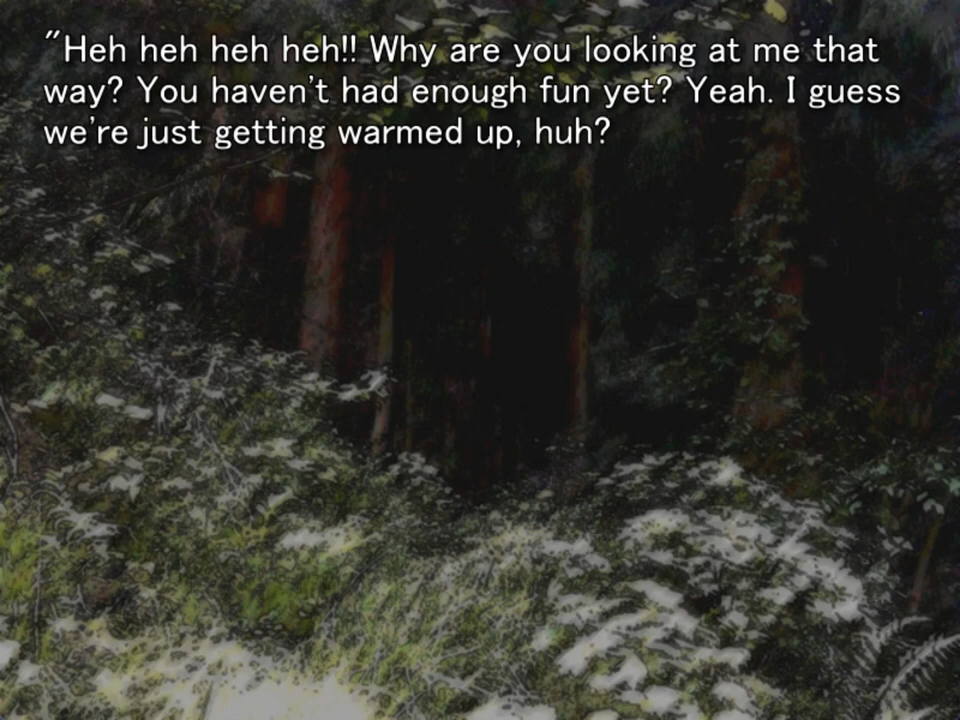 "Heh heh heh heh!! Why are you looking at me that
way? You haven't had enough fun yet? Yeah. I guess
we're just getting warmed up, huh?